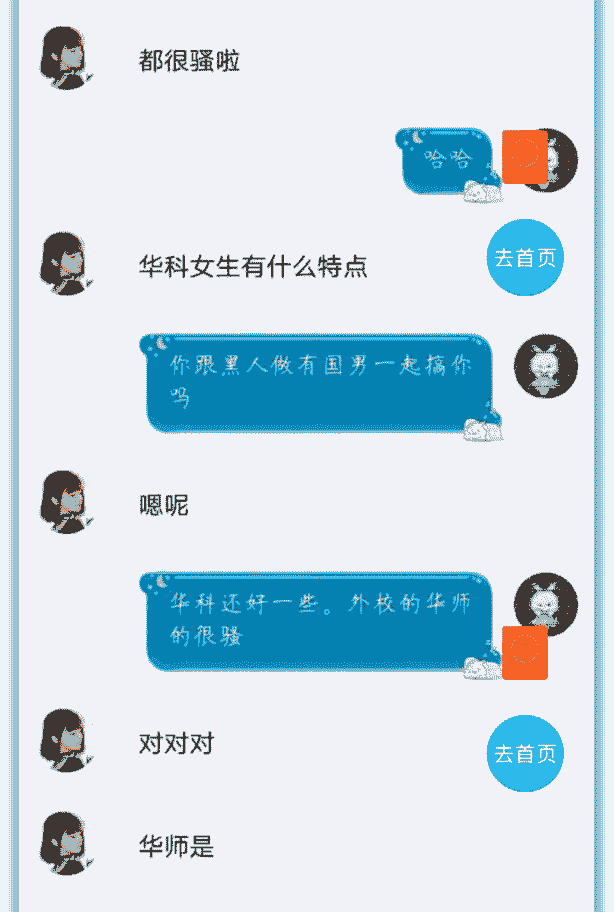 都很骚啦
哈哈
华科女生有什么特点
去首页
你跟黑人做有国男一起搞你
吗
嗯呢
华科还好一些。外校的华师
的很骚
对对对
去首页
华师是